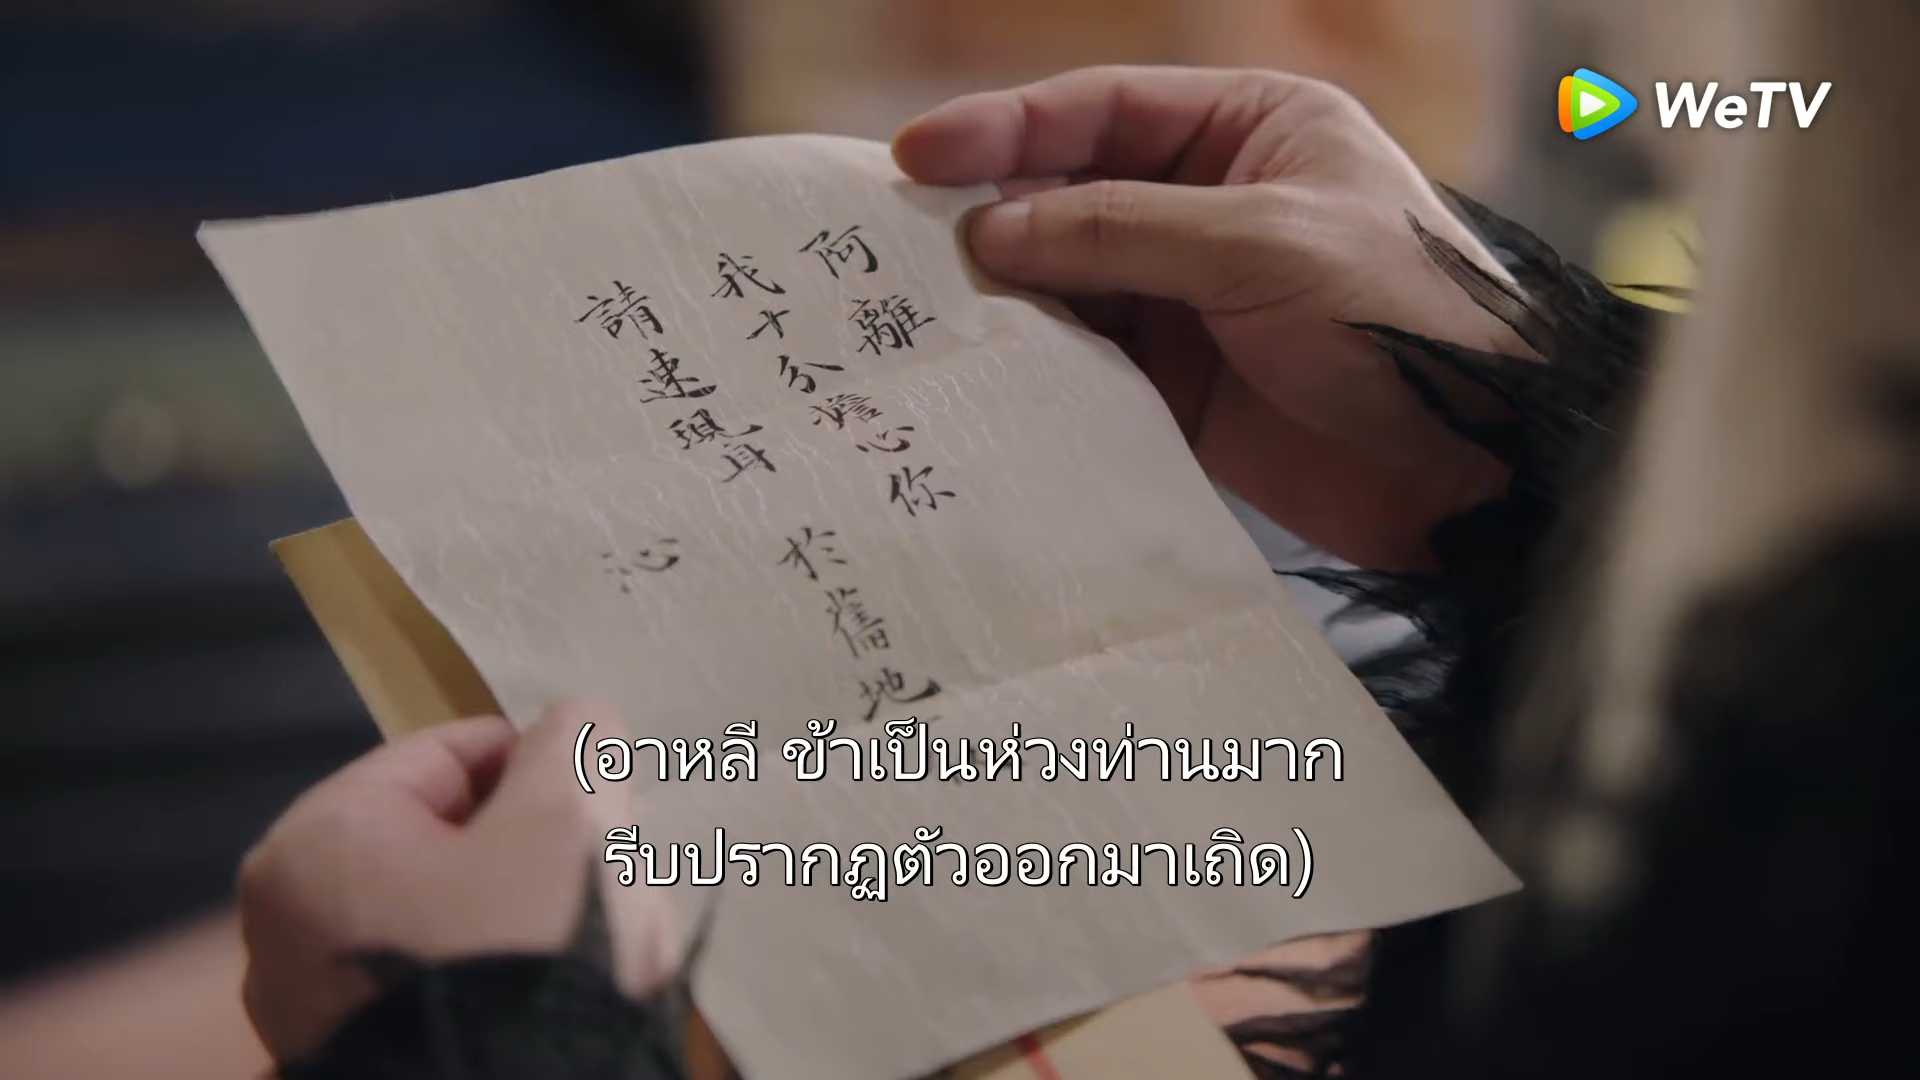 WeTV
阿離
我十分擔心你
請速現身於舊地
沁
(อาหลี ข้าเป็นห่วงท่านมาก
รีบปรากฏตัวออกมาเถิด)